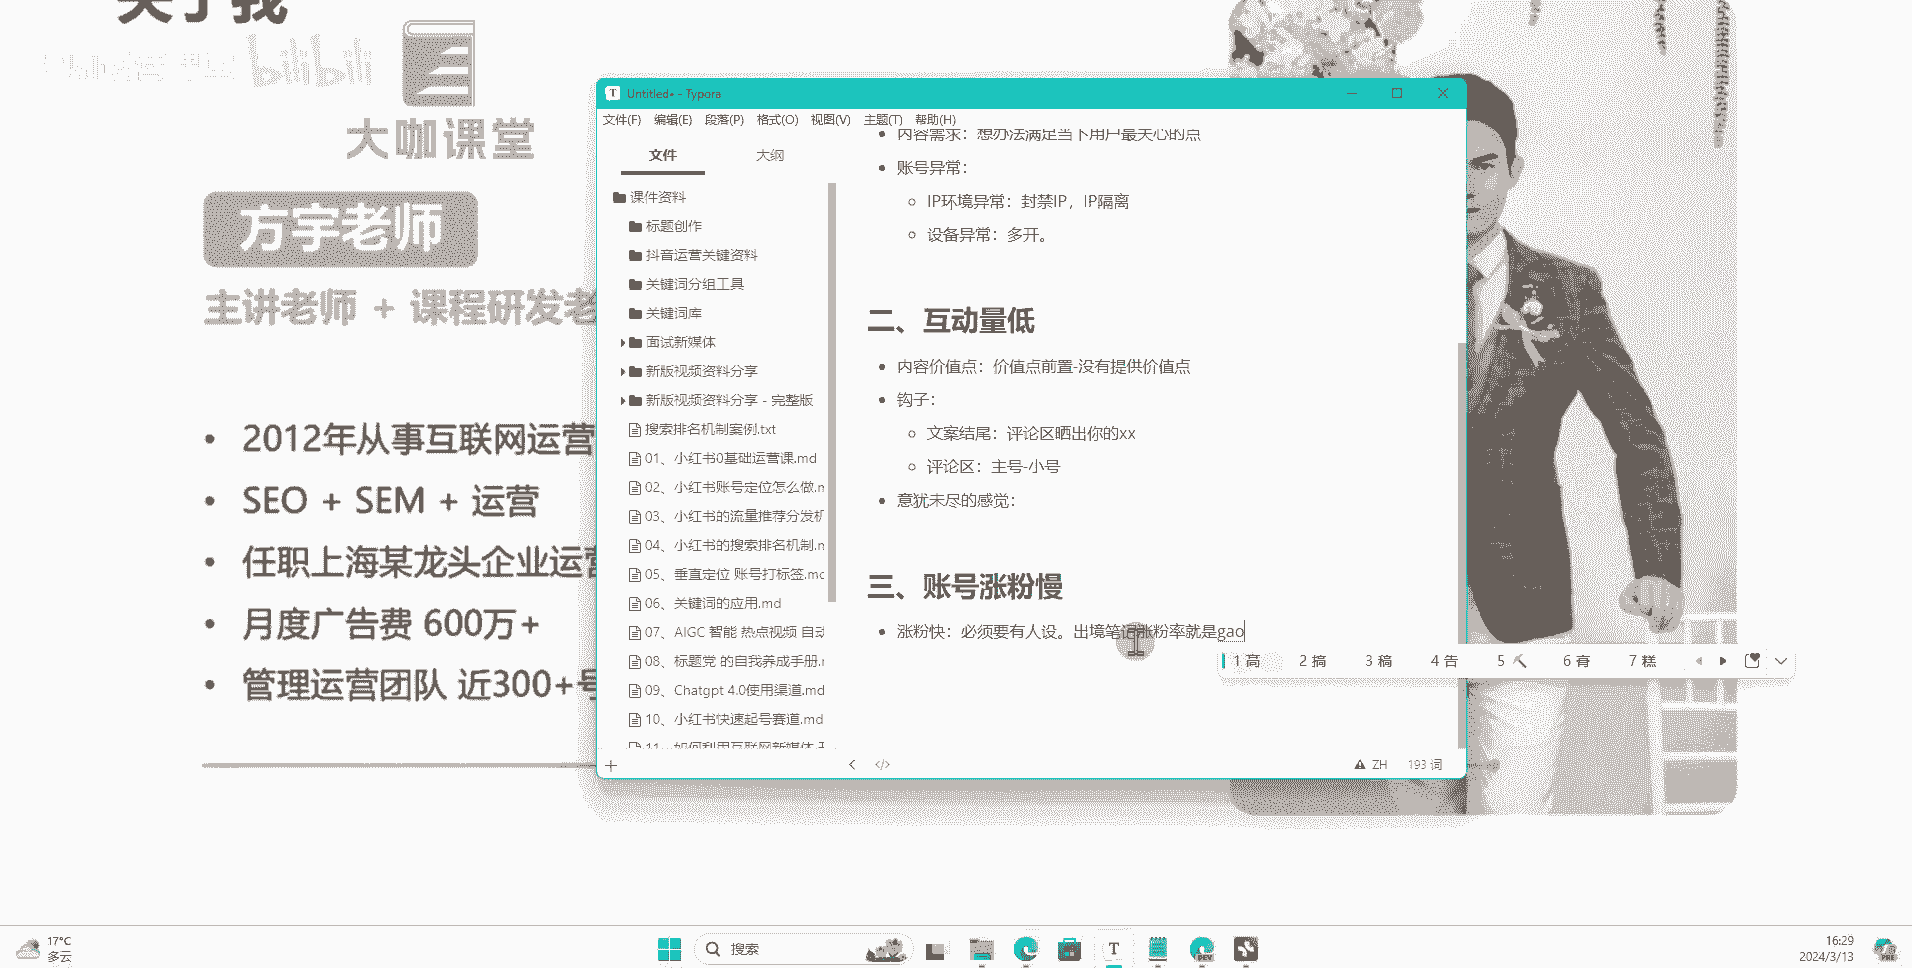 关于我
bilibili
大咖课堂
方宇老师
主讲老师 + 课程研发老
2012年从事互联网运营
SEO + SEM + 运营
任职上海某龙头企业运营
月度广告费 600万+
管理运营团队 近300+号
Untitled• - Typora
文件(F) 编辑(E) 段落(P) 格式(O) 视图(V) 主题(T) 帮助(H)
文件 大纲
课件资料
标题创作
抖音运营关键资料
关键词分组工具
关键词库
面试新媒体
新版视频资料分享
新版视频资料分享 - 完整版
搜索排名机制案例.txt
01、小红书0基础运营课.md
02、小红书账号定位怎么做.m
03、小红书的流量推荐分发机
04、小红书的搜索排名机制.m
05、垂直定位 账号打标签.mc
06、关键词的应用.md
07、AIGC 智能 热点视频 自动
08、标题党 的自我养成手册.r
09、Chatgpt 4.0使用渠道.md
10、小红书快速起号赛道.md
11、如何利用互联网新媒体
内容需求：想办法满足当下用户最关心的点
账号异常：
IP环境异常：封禁IP，IP隔离
设备异常：多开。
二、互动量低
内容价值点：价值点前置-没有提供价值点
钩子：
文案结尾：评论区晒出你的xx
评论区：主号-小号
意犹未尽的感觉：
三、账号涨粉慢
涨粉快：必须要有人设。出境笔记涨粉率就是gao
1 高 2 搞 3 稿 4 告 5 6 膏 7 糕
ZH 193 词
17°C
多云
搜索
16:29
2024/3/13